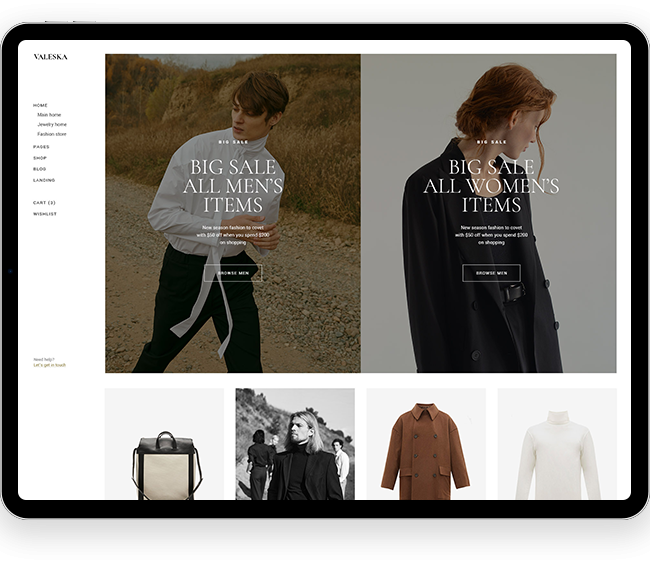 VALESKA
HOME
Main home
Jewelry home
Fashion store
PAGES
SHOP
BLOG
LANDING
CART (3)
WISHLIST
Need help?
Let's get in touch
BIG SALE
BIG SALE
ALL MEN'S
ITEMS
New season fashion to covet
with $50 off when you spend $200
on shopping
BROWSE MEN
BIG SALE
BIG SALE
ALL WOMEN'S
ITEMS
New season fashion to covet
with $50 off when you spend $200
on shopping
BROWSE MEN